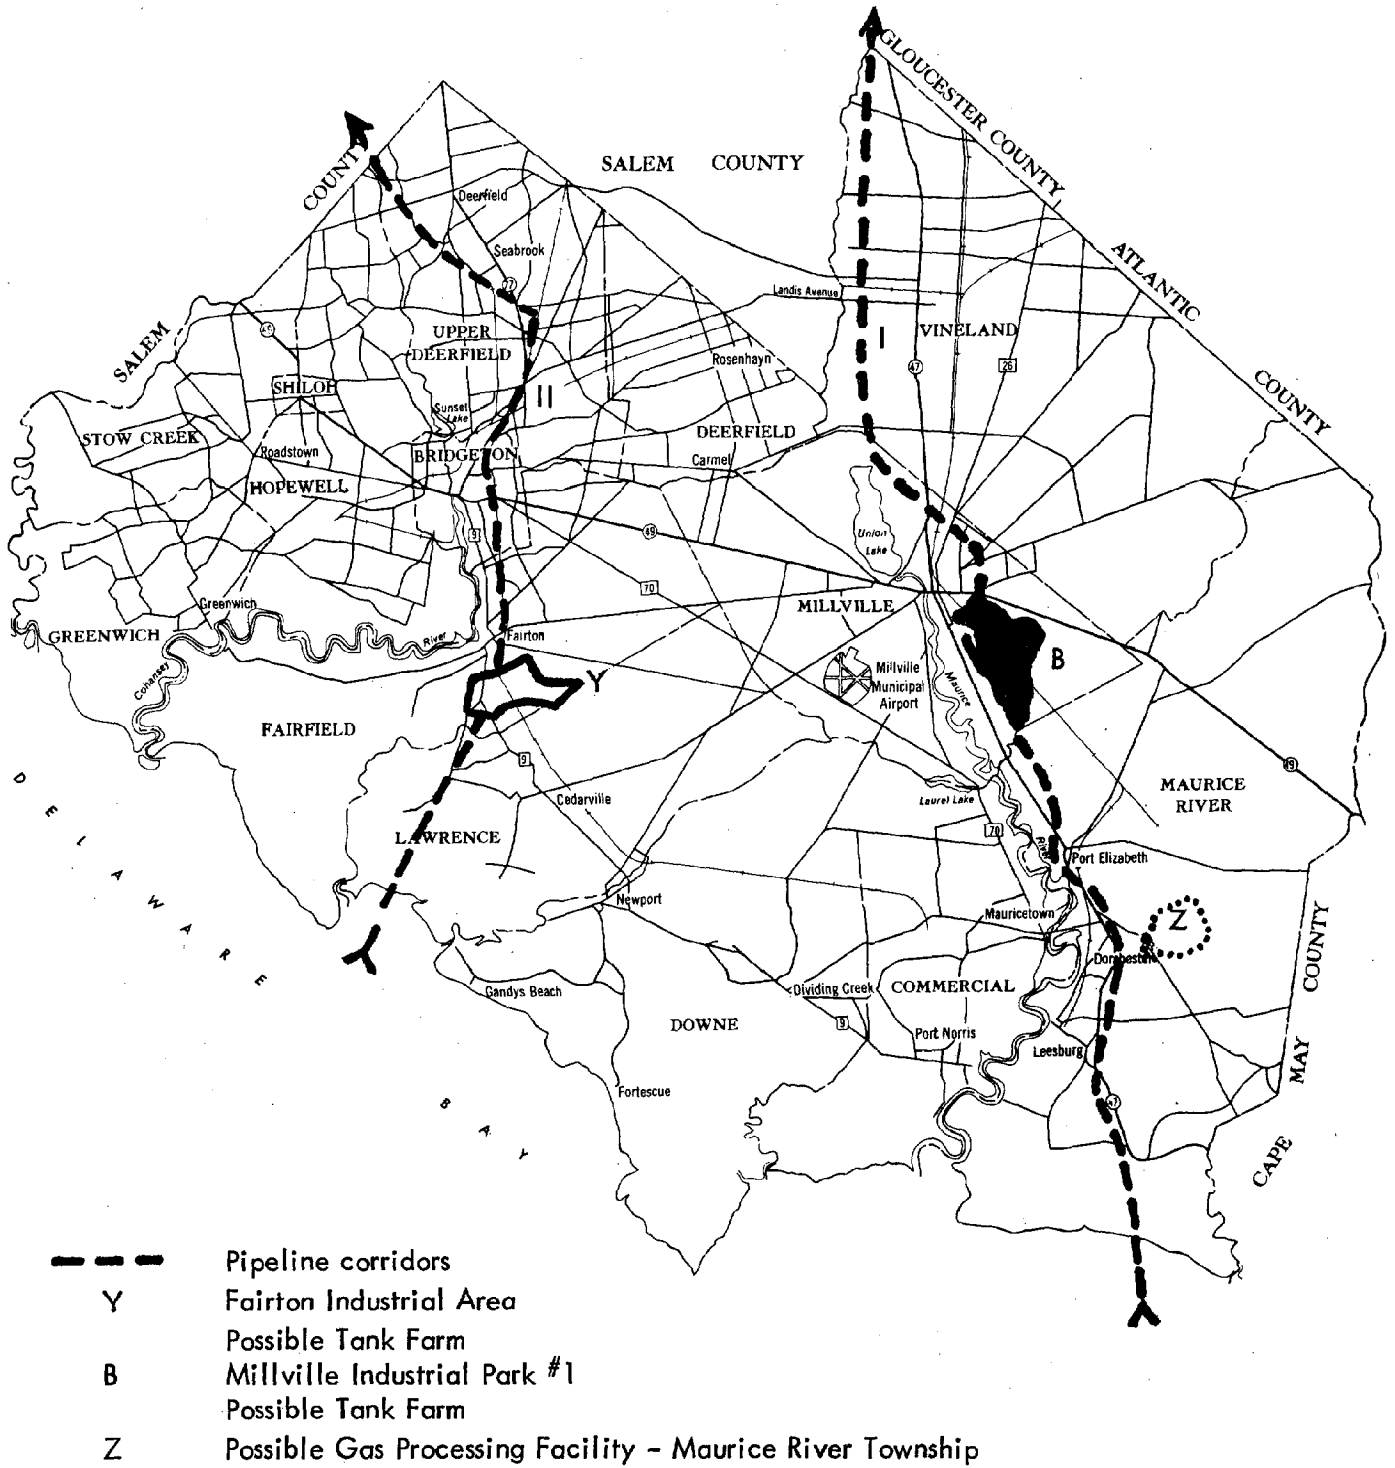 GLOUCESTER COUNTY
SALEM COUNTY
COUNTY
Deerfield
Seabrook
77
ATLANTIC
Landis Avenue
I
VINELAND
UPPER
DEERFIELD
SALEM
Rosenhayn
47
26
SHILOH
II
COUNTY
Sunset
Lake
STOW CREEK
DEERFIELD
Roadstown
BRIDGETON
Carmel
HOPEWELL
49
9
Union
Lake
70
Greenwich
MILLVILLE
GREENWICH
River
Fairton
B
Cohansey
Y
Millville
Municipal
Airport
Maurice
FAIRFIELD
9
49
DELAWARE
MAURICE
RIVER
Cedarville
Laurel Lake
LAWRENCE
70
River
Port Elizabeth
Newport
Mauricetown
Z
COUNTY
Gandys Beach
Dividing Creek
COMMERCIAL
DOWNE
9
Port Norris
Leesburg
MAY
Fortescue
47
BAY
CAPE
Pipeline corridors
Y Fairton Industrial Area
Possible Tank Farm
B Millville Industrial Park #1
Possible Tank Farm
Z Possible Gas Processing Facility - Maurice River Township